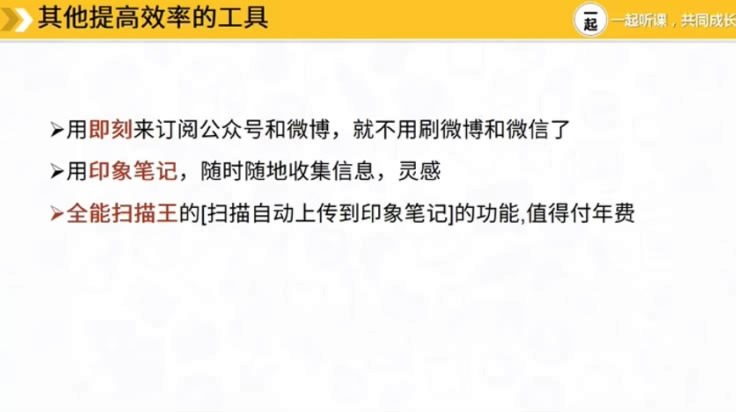 其他提高效率的工具
一起
一起听课，共同成长
➢用即刻来订阅公众号和微博，就不用刷微博和微信了
➢用印象笔记，随时随地收集信息，灵感
➢全能扫描王的[扫描自动上传到印象笔记]的功能,值得付年费